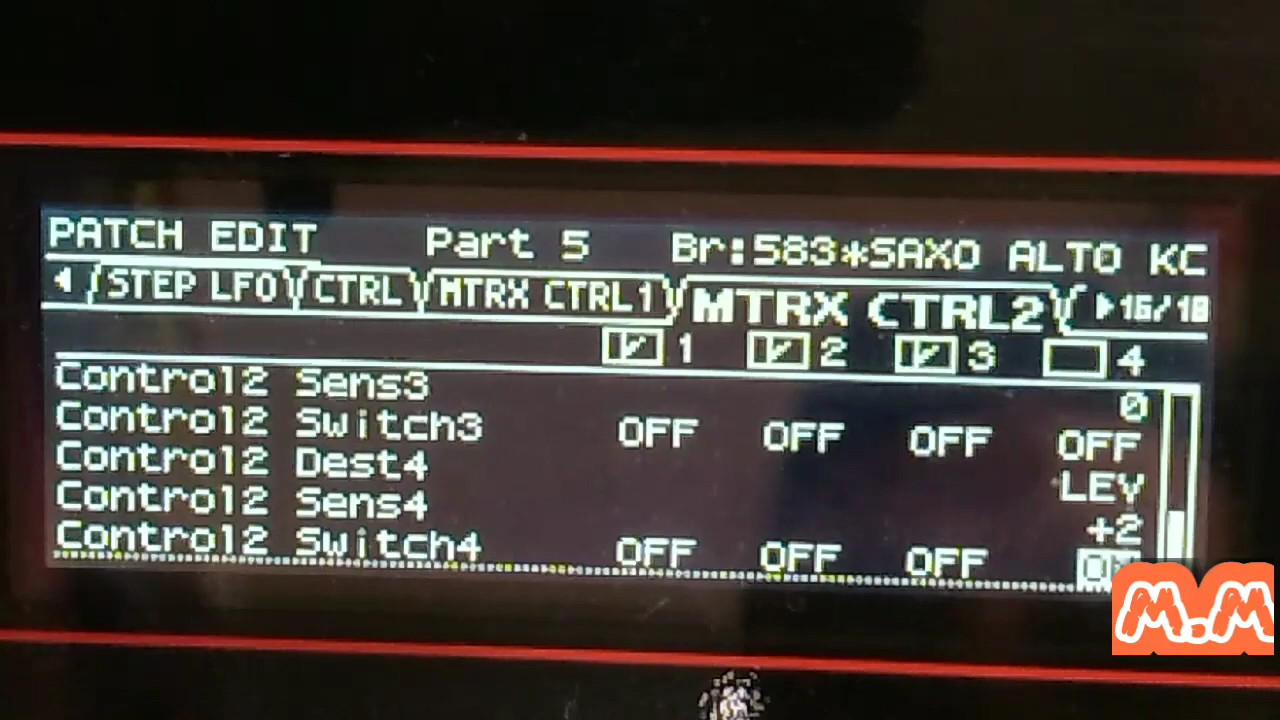 PATCH EDIT Part 5 Br:583*SAXO ALTO KC
STEP LFO CTRL MTRX CTRL1 MTRX CTRL2 16/18
1 2 3 4
Control2 Sens3 0
Control2 Switch3 OFF OFF OFF OFF
Control2 Dest4 LEV
Control2 Sens4 +2
Control2 Switch4 OFF OFF OFF
M.M